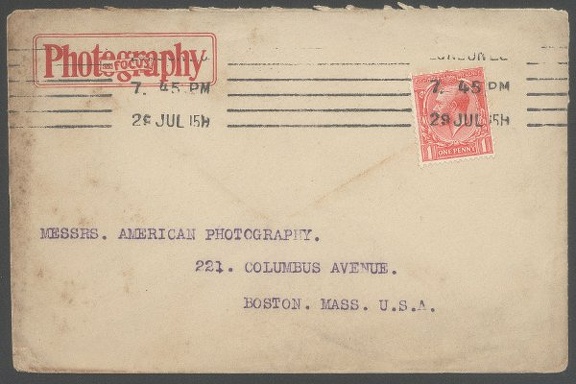 Photography
FOCUS
7. 45 PM
29 JUL 15
7. 45 PM
29 JUL 15
ONE PENNY
MESSRS. AMERICAN PHOTOGRAPHY.
221. COLUMBUS AVENUE.
BOSTON. MASS. U.S.A.